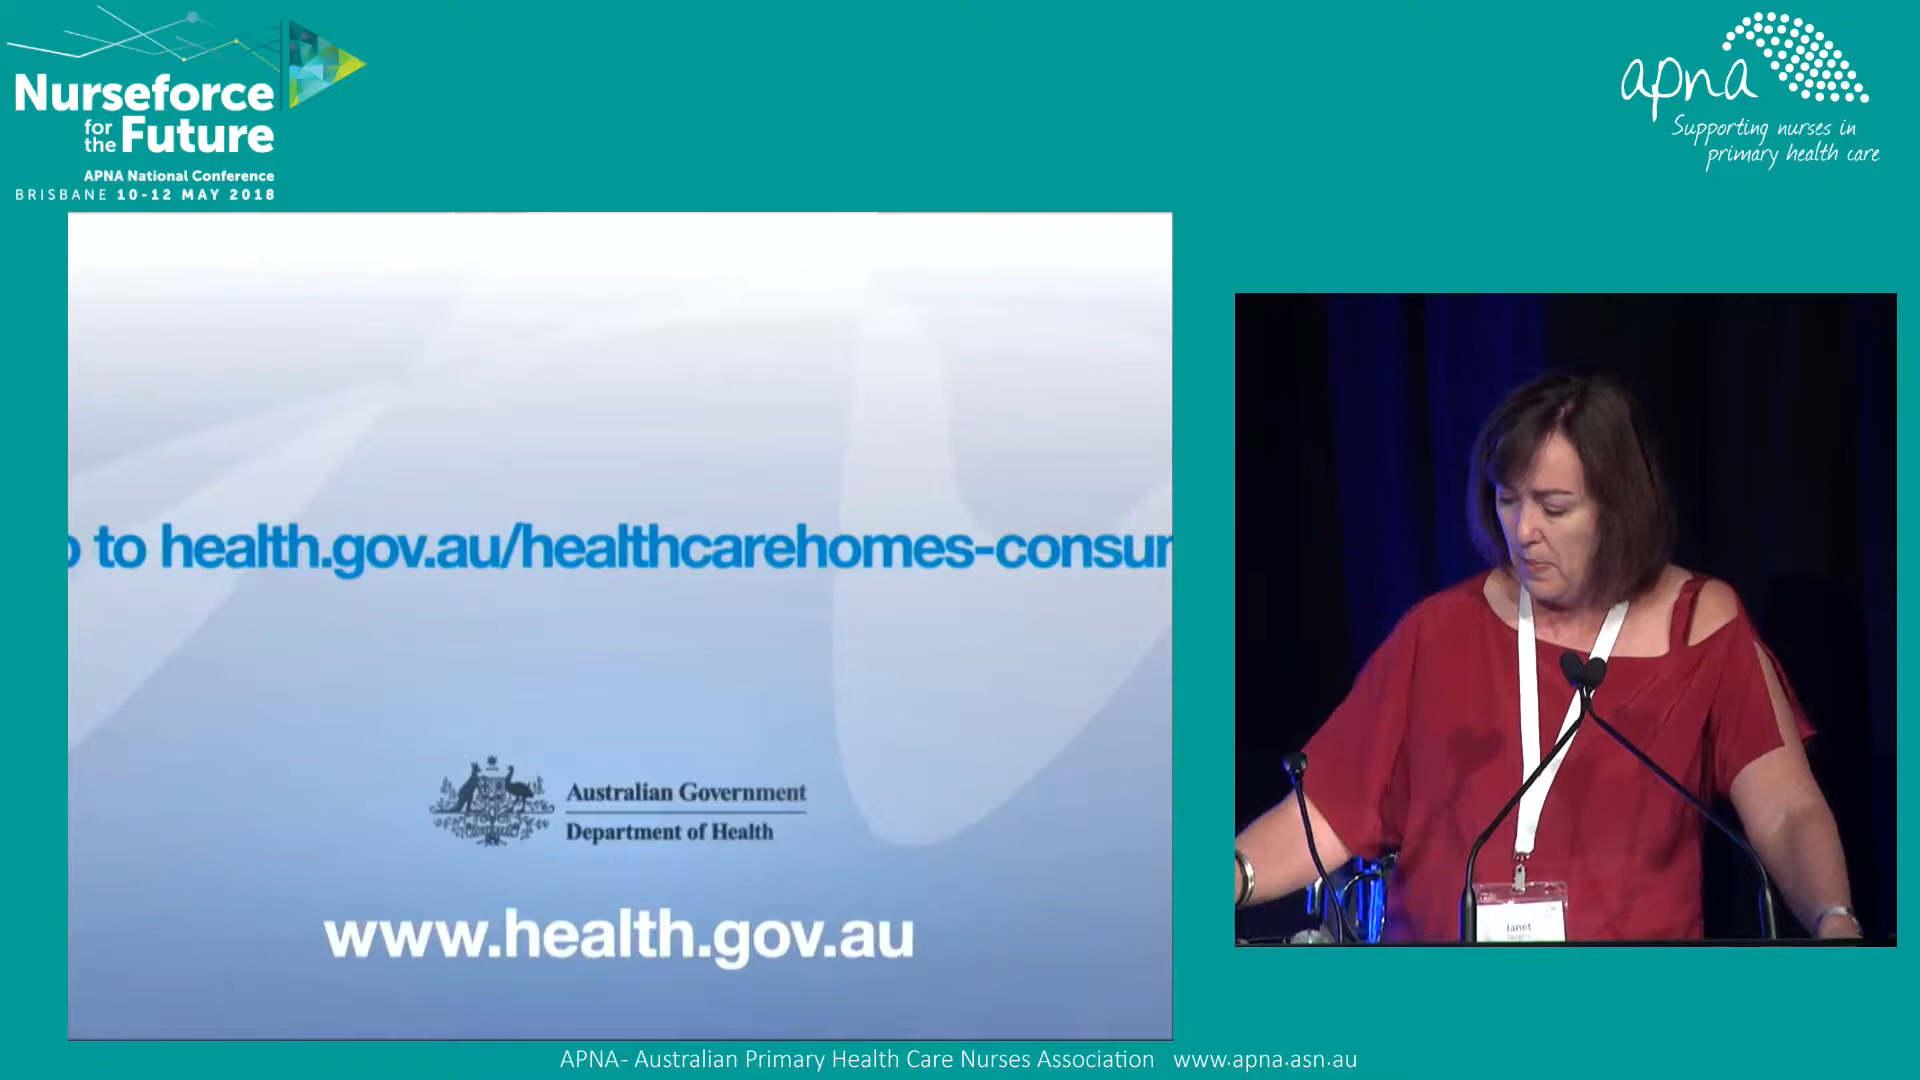 Nurseforce
for the Future
APNA National Conference
BRISBANE 10-12 MAY 2018
apna
Supporting nurses in
primary health care
to health.gov.au/healthcarehomes-consu
Australian Government
Department of Health
www.health.gov.au
Janet
APNA- Australian Primary Health Care Nurses Association www.apna.asn.au